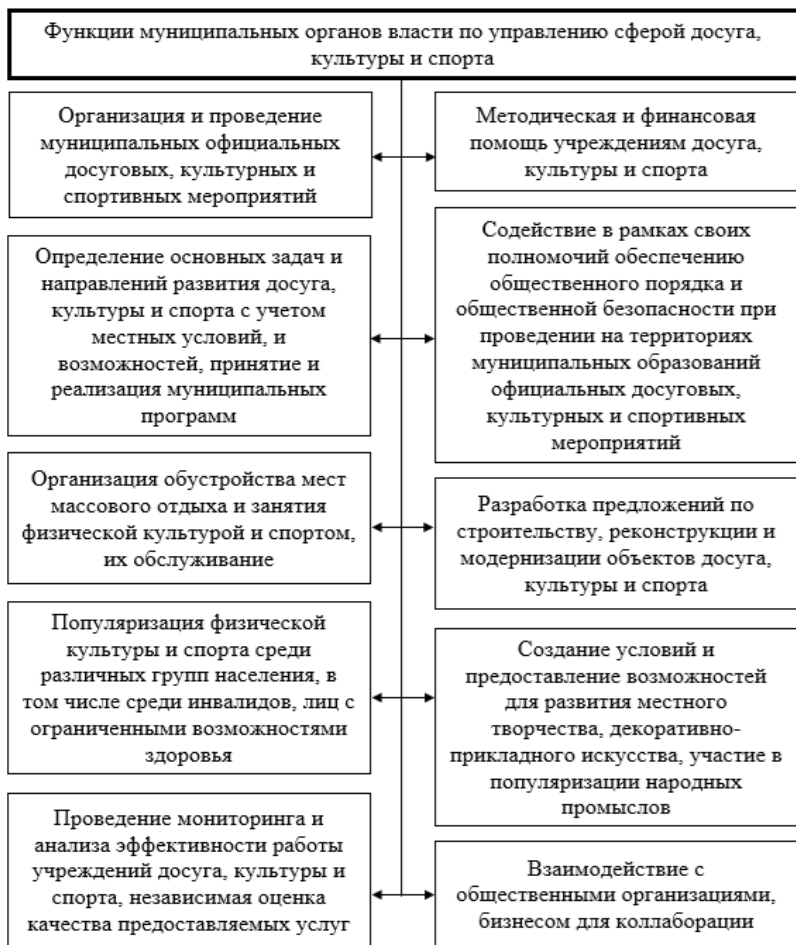 Функции муниципальных органов власти по управлению сферой досуга,
культуры и спорта
Организация и проведение
муниципальных официальных
досуговых, культурных и
спортивных мероприятий
Методическая и финансовая
помощь учреждениям досуга,
культуры и спорта
Определение основных задач и
направлений развития досуга,
культуры и спорта с учетом
местных условий, и
возможностей, принятие и
реализация муниципальных
программ
Содействие в рамках своих
полномочий обеспечению
общественного порядка и
общественной безопасности при
проведении на территориях
муниципальных образований
официальных досуговых,
культурных и спортивных
мероприятий
Организация обустройства мест
массового отдыха и занятия
физической культурой и спортом,
их обслуживание
Разработка предложений по
строительству, реконструкции и
модернизации объектов досуга,
культуры и спорта
Популяризация физической
культуры и спорта среди
различных групп населения, в
том числе среди инвалидов, лиц с
ограниченными возможностями
здоровья
Создание условий и
предоставление возможностей
для развития местного
творчества, декоративно-
прикладного искусства, участие в
популяризации народных
промыслов
Проведение мониторинга и
анализа эффективности работы
учреждений досуга, культуры и
спорта, независимая оценка
качества предоставляемых услуг
Взаимодействие с
общественными организациями,
бизнесом для коллаборации